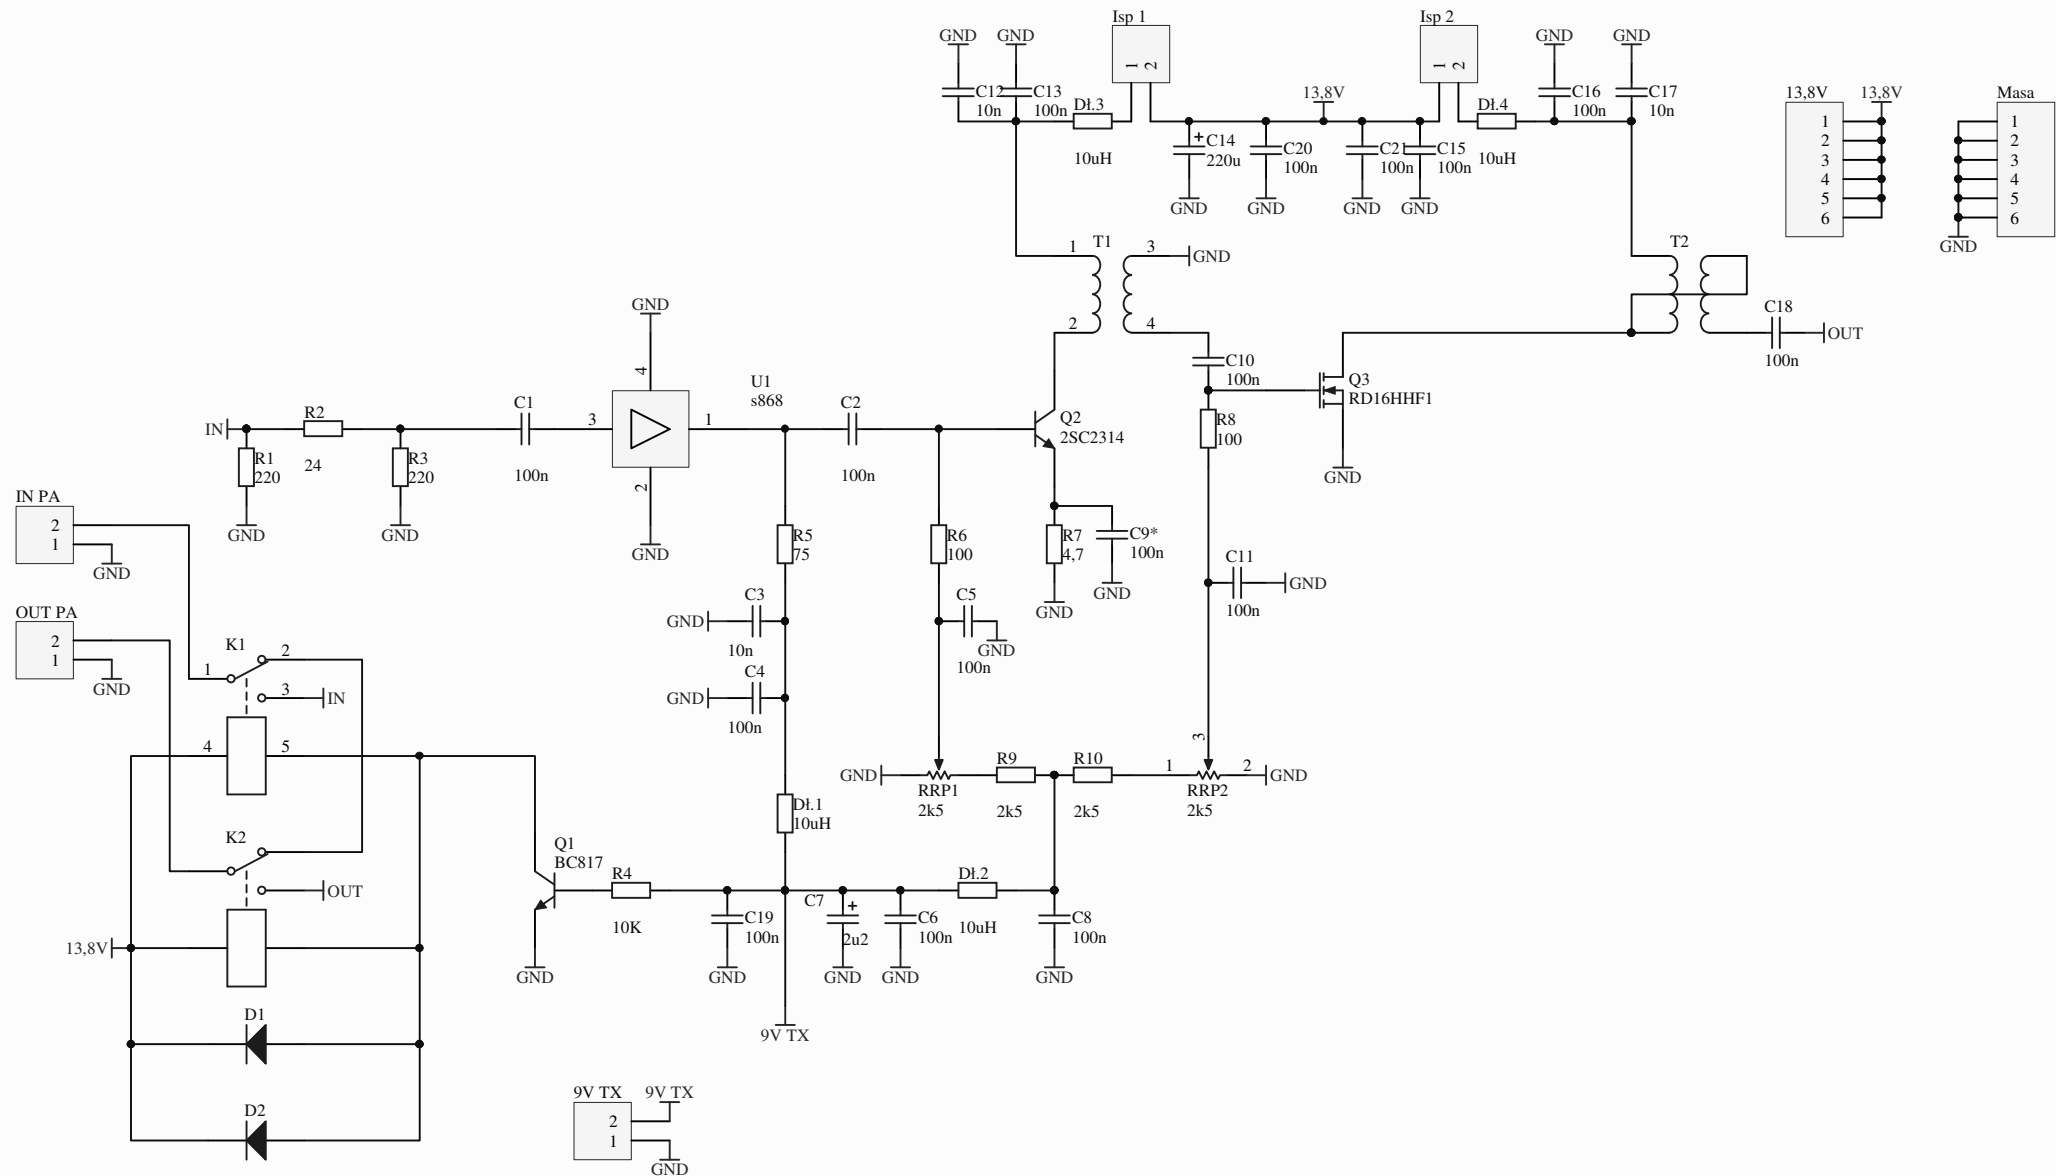 Isp 1
Isp 2
GND
GND
GND
GND
1
2
1
2
C12
10n
C13
100n
Dł.3
10uH
13,8V
Dł.4
10uH
C16
100n
C17
10n
C14
+
220u
C20
100n
C21
100n
C15
100n
GND
GND
GND
GND
13,8V
13,8V
1
2
3
4
5
6
Masa
1
2
3
4
5
6
GND
1
T1
3
GND
2
4
T2
C18
100n
OUT
GND
4
U1
s868
C10
100n
Q3
RD16HHF1
GND
IN
R2
24
R1
220
R3
220
C1
100n
3
1
2
C2
100n
Q2
2SC2314
R8
100
GND
GND
GND
IN PA
2
1
GND
R5
75
R6
100
R7
4,7
C9*
100n
GND
GND
C11
100n
GND
OUT PA
2
1
GND
C3
GND
10n
C5
GND
100n
K1
1
2
3
IN
C4
GND
100n
4
5
3
GND
RRP1
2k5
R9
2k5
R10
2k5
1
RRP2
2k5
2
GND
Dł.1
10uH
K2
OUT
Q1
BC817
R4
10K
C19
100n
C7
+
2u2
C6
100n
Dł.2
10uH
C8
100n
13,8V
GND
GND
GND
GND
GND
D1
9V TX
D2
9V TX
9V TX
2
1
GND